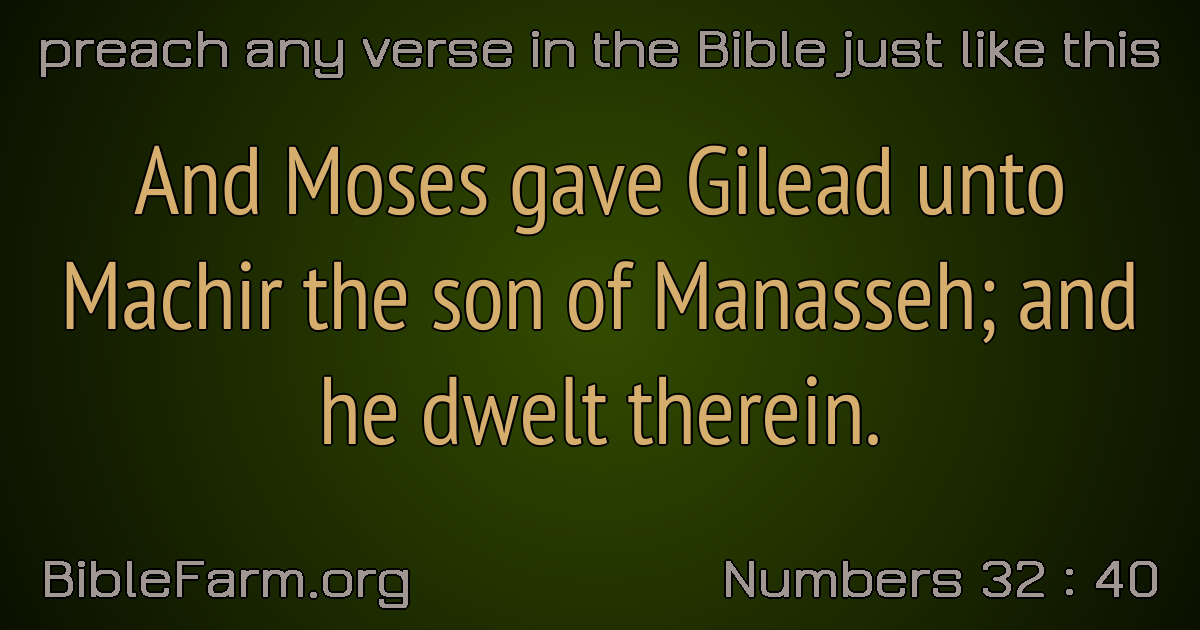 preach any verse in the Bible just like this
And Moses gave Gilead unto
Machir the son of Manasseh; and
he dwelt therein.
BibleFarm.org
Numbers 32 : 40